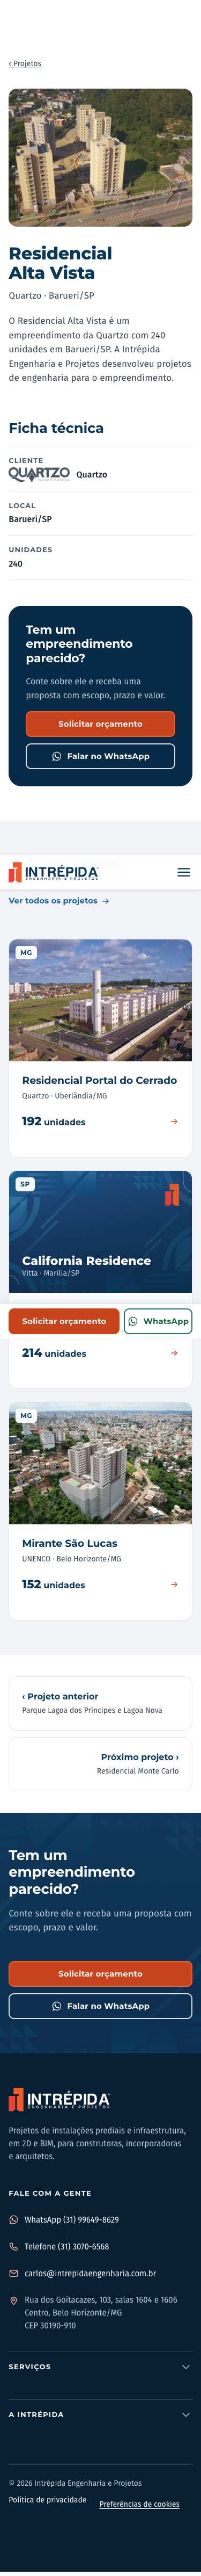 ‹ Projetos
Residencial
Alta Vista
Quartzo · Barueri/SP
O Residencial Alta Vista é um
empreendimento da Quartzo com 240
unidades em Barueri/SP. A Intrépida
Engenharia e Projetos desenvolveu projetos
de engenharia para o empreendimento.
Ficha técnica
CLIENTE
QUARTZO Quartzo
LOCAL
Barueri/SP
UNIDADES
240
Tem um
empreendimento
parecido?
Conte sobre ele e receba uma
proposta com escopo, prazo e valor.
Solicitar orçamento
Falar no WhatsApp
INTRÉPIDA
ENGENHARIA E PROJETOS
Ver todos os projetos →
MG
Residencial Portal do Cerrado
Quartzo · Uberlândia/MG
192 unidades →
SP
California Residence
Vitta · Marília/SP
Solicitar orçamento
WhatsApp
214 unidades →
MG
Mirante São Lucas
UNENCO · Belo Horizonte/MG
152 unidades →
‹ Projeto anterior
Parque Lagoa dos Príncipes e Lagoa Nova
Próximo projeto ›
Residencial Monte Carlo
Tem um
empreendimento
parecido?
Conte sobre ele e receba uma proposta com
escopo, prazo e valor.
Solicitar orçamento
Falar no WhatsApp
INTRÉPIDA
ENGENHARIA E PROJETOS
Projetos de instalações prediais e infraestrutura,
em 2D e BIM, para construtoras, incorporadoras
e arquitetos.
FALE COM A GENTE
WhatsApp (31) 99649-8629
Telefone (31) 3070-6568
carlos@intrepidaengenharia.com.br
Rua dos Goitacazes, 103, salas 1604 e 1606
Centro, Belo Horizonte/MG
CEP 30190-910
SERVIÇOS
A INTRÉPIDA
© 2026 Intrépida Engenharia e Projetos
Política de privacidade
Preferências de cookies